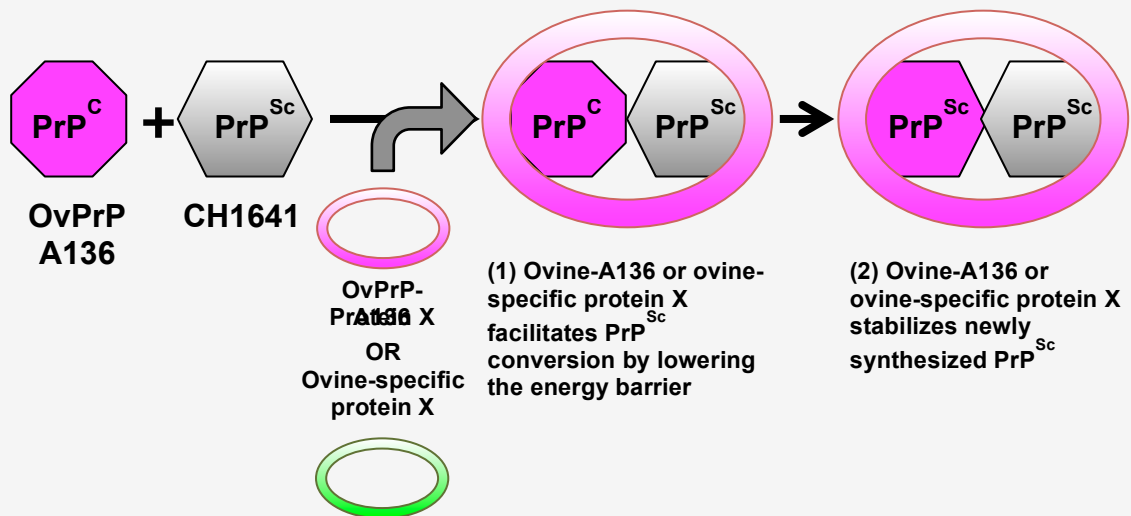 PrP^C + PrP^Sc
OvPrP
A136
CH1641
OvPrP-
Protein X
OR
Ovine-specific
protein X
PrP^C PrP^Sc
(1) Ovine-A136 or ovine-
specific protein X
facilitates PrP^Sc
conversion by lowering
the energy barrier
PrP^Sc PrP^Sc
(2) Ovine-A136 or
ovine-specific protein X
stabilizes newly
synthesized PrP^Sc